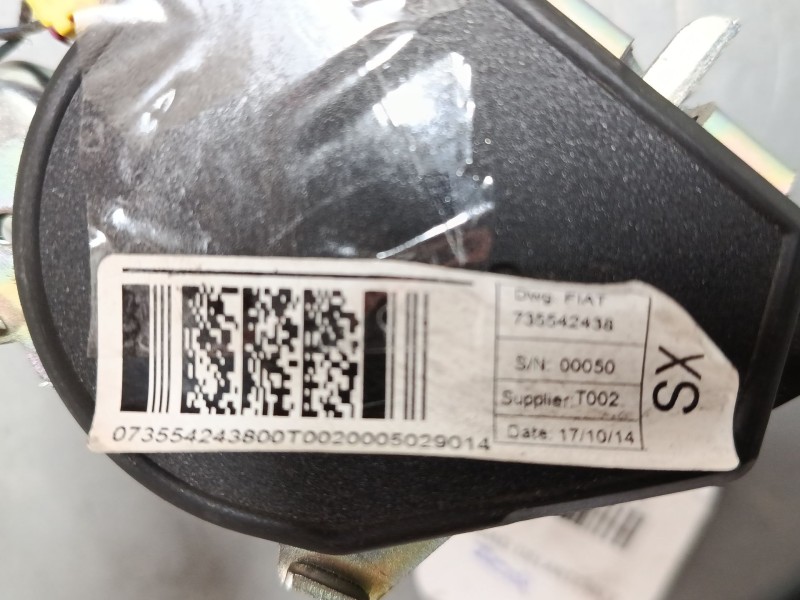 Dwg. FIAT
735542438
S/N: 00050
Supplier:T002
Date: 17/10/14
SX
073554243800T0020005029014